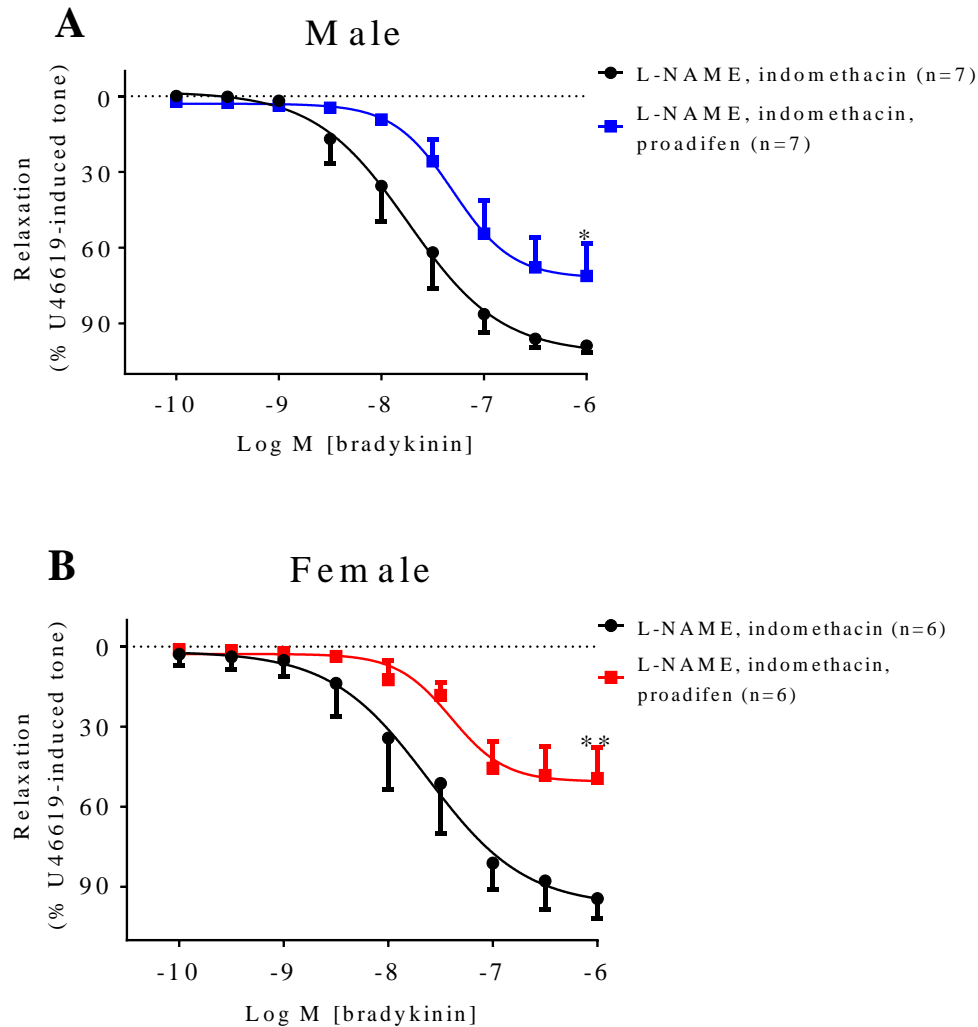 A
Male
L-NAME, indomethacin (n=7)
L-NAME, indomethacin,
proadifen (n=7)
Relaxation
(% U46619-induced tone)
0
30
60
90
*
-10 -9 -8 -7 -6
Log M [bradykinin]
B
Female
L-NAME, indomethacin (n=6)
L-NAME, indomethacin,
proadifen (n=6)
Relaxation
(% U46619-induced tone)
0
30
60
90
**
-10 -9 -8 -7 -6
Log M [bradykinin]